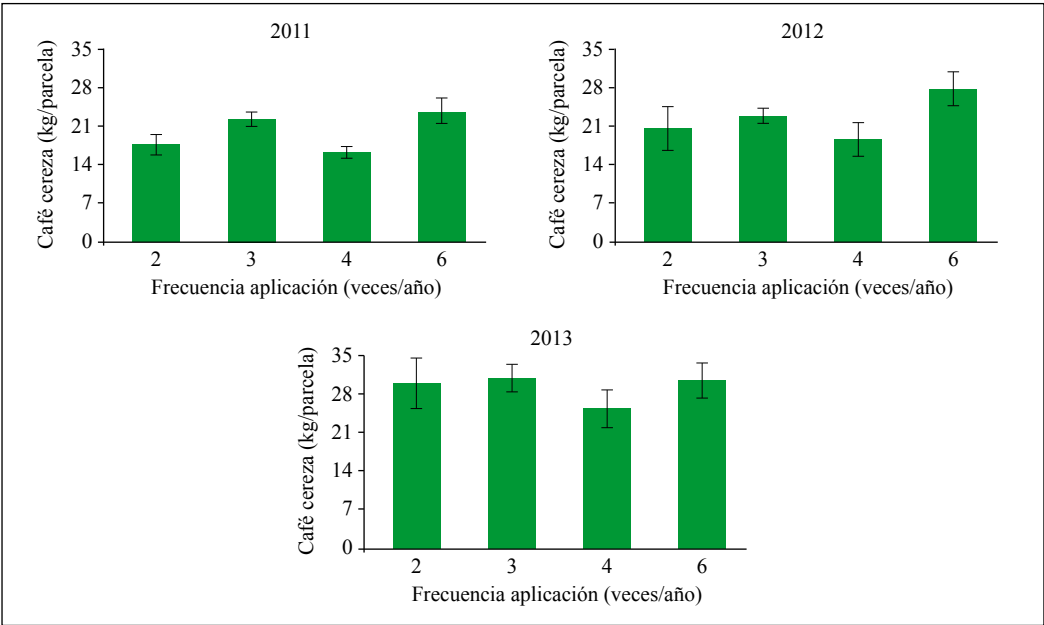 2011
Café cereza (kg/parcela)
35
28
21
14
7
0
2 3 4 6
Frecuencia aplicación (veces/año)
2012
Café cereza (kg/parcela)
35
28
21
14
7
0
2 3 4 6
Frecuencia aplicación (veces/año)
2013
Café cereza (kg/parcela)
35
28
21
14
7
0
2 3 4 6
Frecuencia aplicación (veces/año)